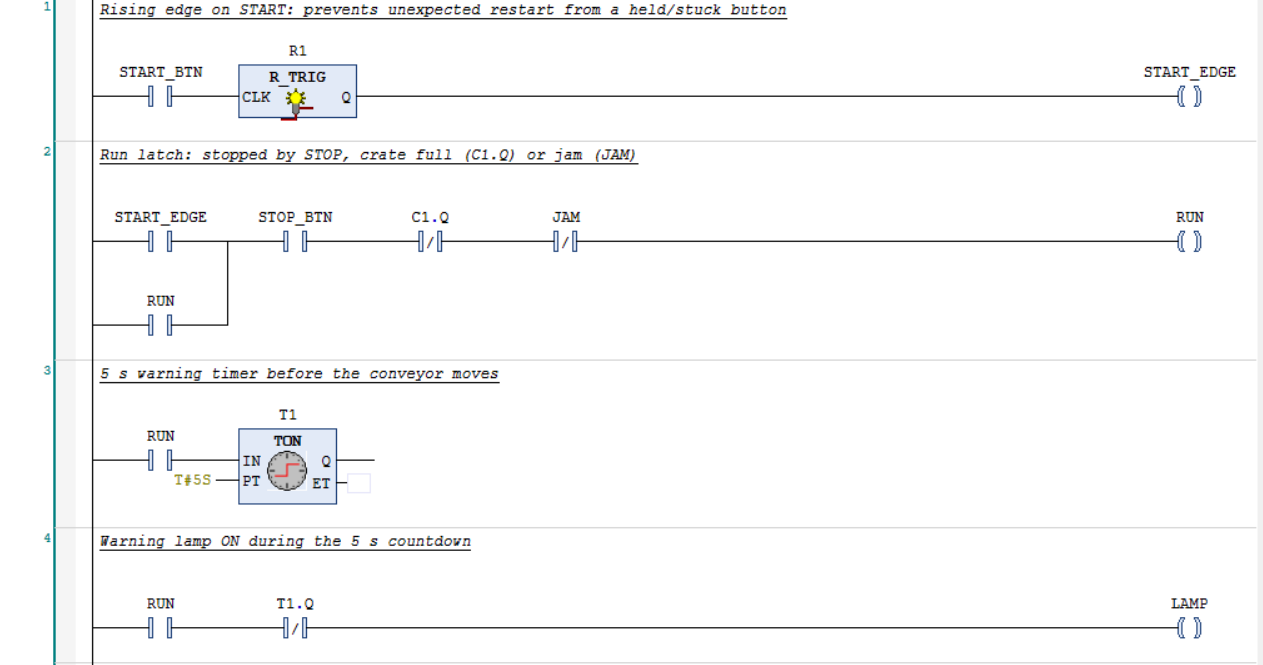 1
Rising edge on START: prevents unexpected restart from a held/stuck button
R1
START_BTN
R_TRIG
START_EDGE
CLK
Q
2
Run latch: stopped by STOP, crate full (C1.Q) or jam (JAM)
START_EDGE
STOP_BTN
C1.Q
JAM
RUN
RUN
3
5 s warning timer before the conveyor moves
T1
RUN
TON
IN
Q
T#5S
PT
ET
4
Warning lamp ON during the 5 s countdown
RUN
T1.Q
LAMP